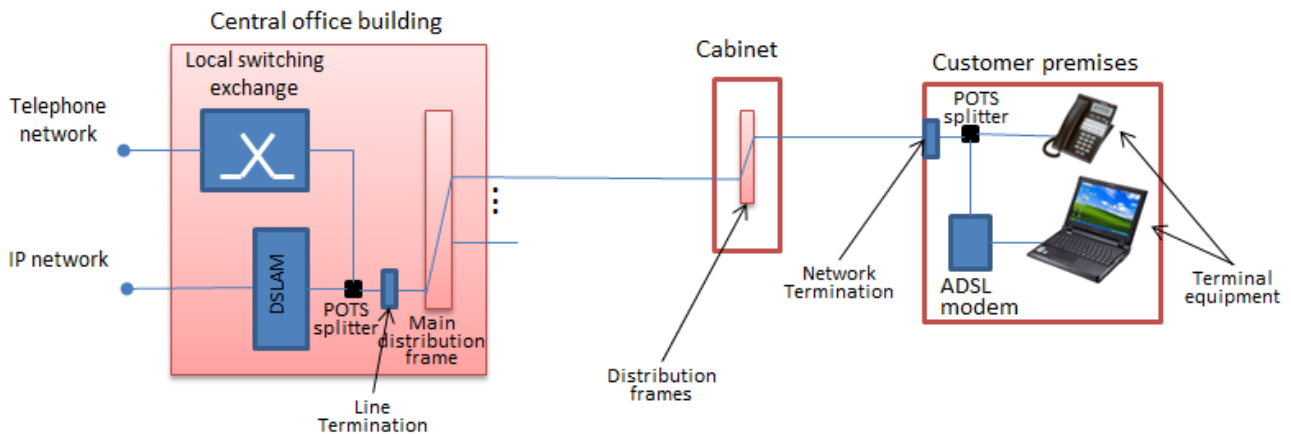 Central office building
Local switching
exchange
Telephone
network
IP network
DSLAM
POTS
splitter
Main
distribution
frame
Line
Termination
Cabinet
Distribution
frames
Customer premises
POTS
splitter
Network
Termination
ADSL
modem
Terminal
equipment